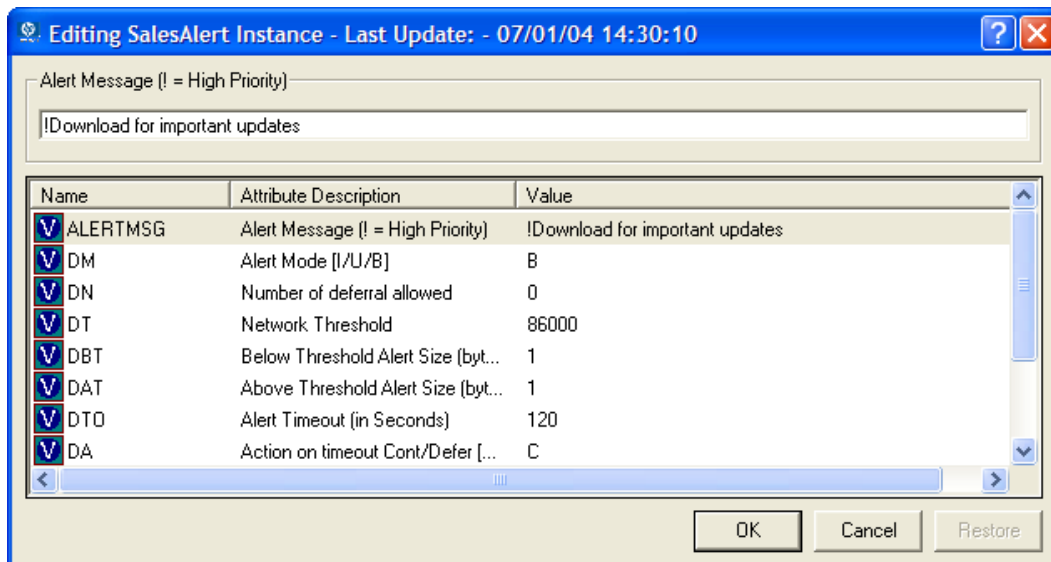 Editing SalesAlert Instance - Last Update: - 07/01/04 14:30:10
Alert Message (! = High Priority)
!Download for important updates
Name Attribute Description Value
V ALERTMSG Alert Message (! = High Priority) !Download for important updates
V DM Alert Mode [I/U/B] B
V DN Number of deferral allowed 0
V DT Network Threshold 86000
V DBT Below Threshold Alert Size (byt... 1
V DAT Above Threshold Alert Size (byt... 1
V DTO Alert Timeout (in Seconds) 120
V DA Action on timeout Cont/Defer [... C
OK Cancel Restore